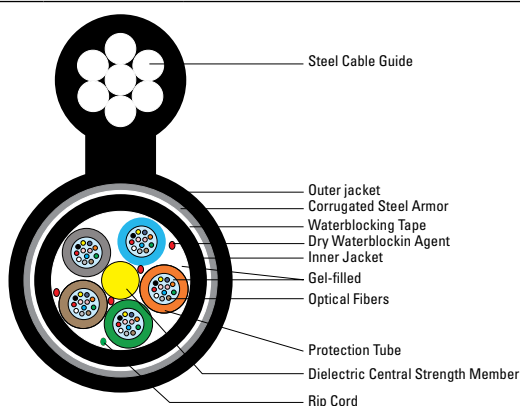 Steel Cable Guide
Outer jacket
Corrugated Steel Armor
Waterblocking Tape
Dry Waterblockin Agent
Inner Jacket
Gel-filled
Optical Fibers
Protection Tube
Dielectric Central Strength Member
Rip Cord